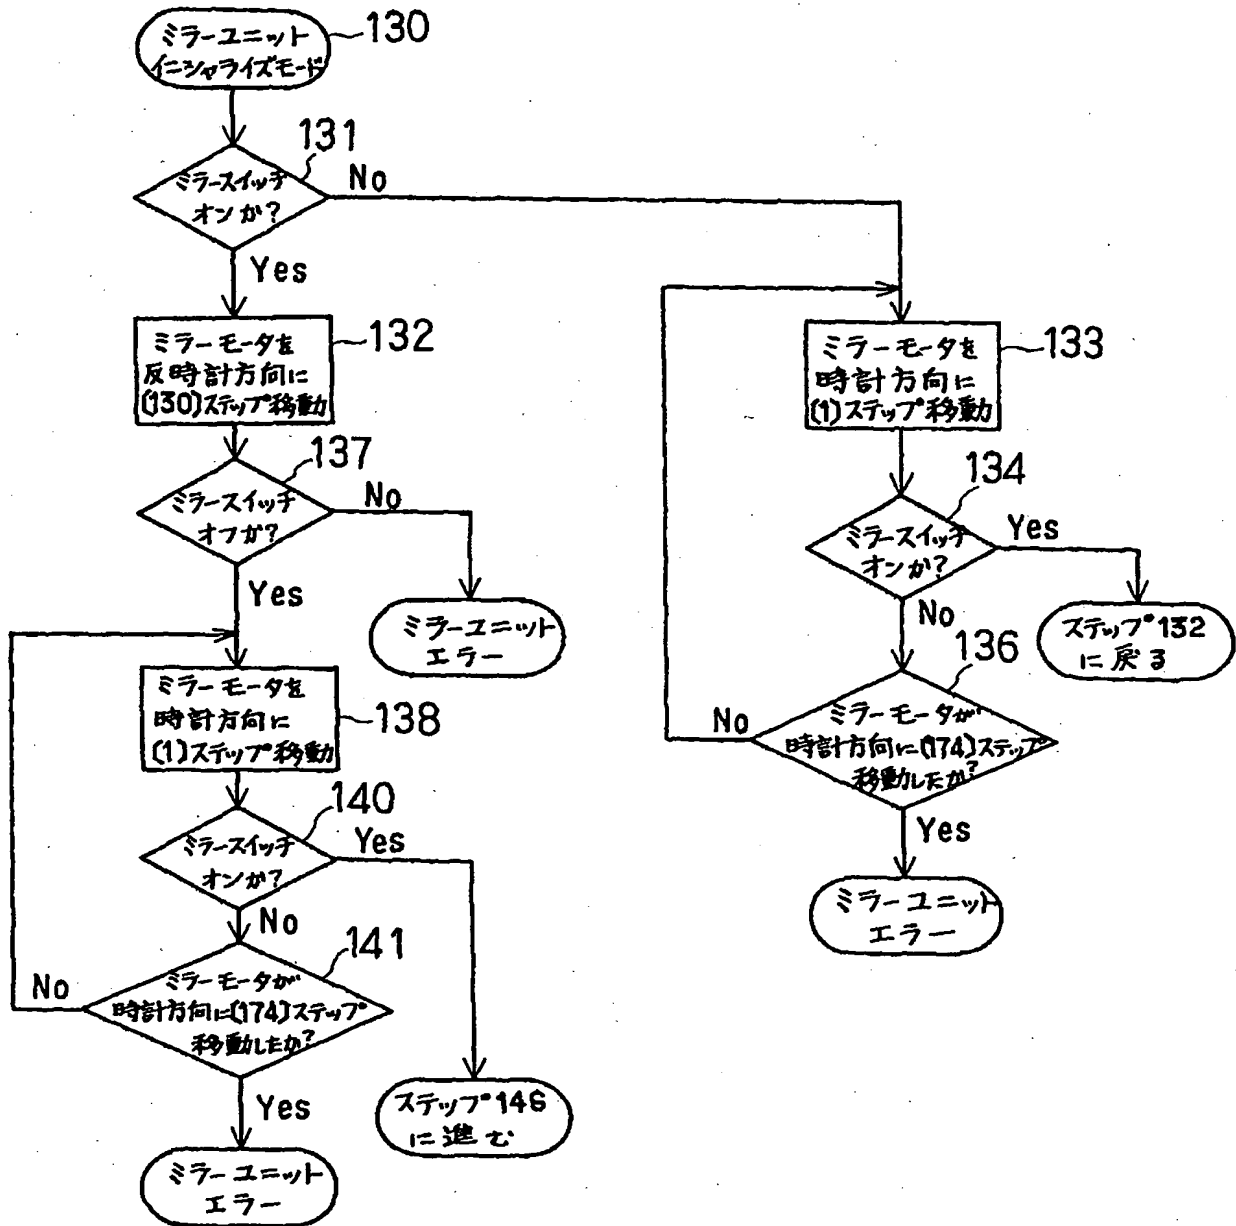 ミラーユニット
イニシャライズモード
130
131
ミラースイッチ
オンか?
No
Yes
ミラーモータを
反時計方向に
(130)ステップ移動
132
137
ミラースイッチ
オフか?
No
Yes
ミラーユニット
エラー
ミラーモータを
時計方向に
(1)ステップ移動
138
140
ミラースイッチ
オンか?
Yes
No
141
ミラーモータが
時計方向に(174)ステップ
移動したか?
No
Yes
ステップ146
に進む
ミラーユニット
エラー
ミラーモータを
時計方向に
(1)ステップ移動
133
134
ミラースイッチ
オンか?
Yes
No
ステップ132
に戻る
136
ミラーモータが
時計方向に(174)ステップ
移動したか?
No
Yes
ミラーユニット
エラー